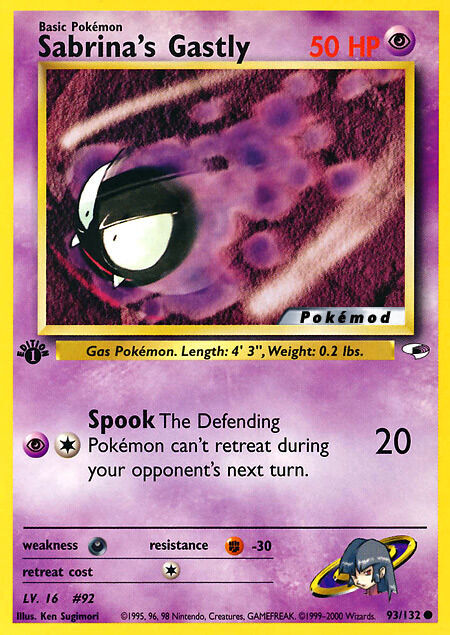 Basic Pokémon
Sabrina's Gastly 50 HP
Pokémod
EDITION
1
Gas Pokémon. Length: 4' 3", Weight: 0.2 lbs.
Spook The Defending
Pokémon can't retreat during
your opponent's next turn.
20
weakness resistance -30
retreat cost
LV. 16 #92
Illus. Ken Sugimori ©1995, 96, 98 Nintendo, Creatures, GAMEFREAK. ©1999-2000 Wizards. 93/132